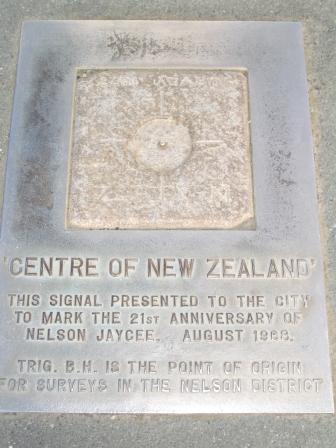 'CENTRE OF NEW ZEALAND'
THIS SIGNAL PRESENTED TO THE CITY
TO MARK THE 21ST ANNIVERSARY OF
NELSON JAYCEE. AUGUST 1968.
TRIG. B.H. IS THE POINT OF ORIGIN
FOR SURVEYS IN THE NELSON DISTRICT